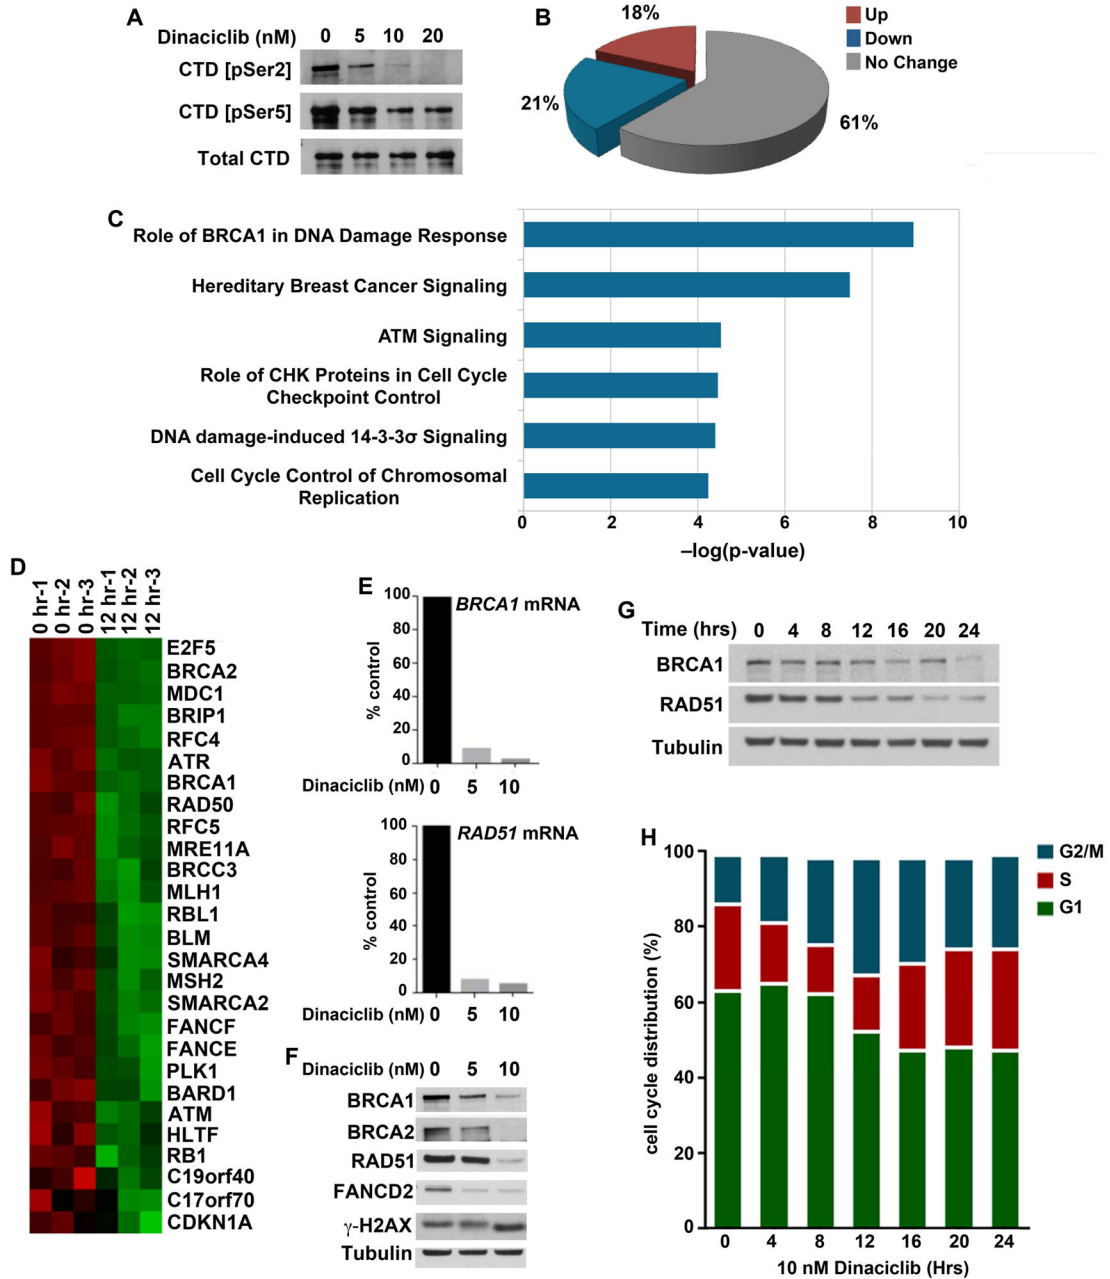 A
Dinaciclib (nM) 0 5 10 20
CTD [pSer2]
CTD [pSer5]
Total CTD
B
18%
21%
61%
Up
Down
No Change
C
Role of BRCA1 in DNA Damage Response
Hereditary Breast Cancer Signaling
ATM Signaling
Role of CHK Proteins in Cell Cycle
Checkpoint Control
DNA damage-induced 14-3-3σ Signaling
Cell Cycle Control of Chromosomal
Replication
0 2 4 6 8 10
–log(p-value)
D
0 hr-1
0 hr-2
0 hr-3
12 hr-1
12 hr-2
12 hr-3
E2F5
BRCA2
MDC1
BRIP1
RFC4
ATR
BRCA1
RAD50
RFC5
MRE11A
BRCC3
MLH1
RBL1
BLM
SMARCA4
MSH2
SMARCA2
FANCF
FANCE
PLK1
BARD1
ATM
HLTF
RB1
C19orf40
C17orf70
CDKN1A
E
BRCA1 mRNA
% control
100
80
60
40
20
0
Dinaciclib (nM) 0 5 10
RAD51 mRNA
% control
100
80
60
40
20
0
Dinaciclib (nM) 0 5 10
F
Dinaciclib (nM) 0 5 10
BRCA1
BRCA2
RAD51
FANCD2
γ-H2AX
Tubulin
G
Time (hrs) 0 4 8 12 16 20 24
BRCA1
RAD51
Tubulin
H
cell cycle distribution (%)
100
80
60
40
20
0
0 4 8 12 16 20 24
10 nM Dinaciclib (Hrs)
G2/M
S
G1